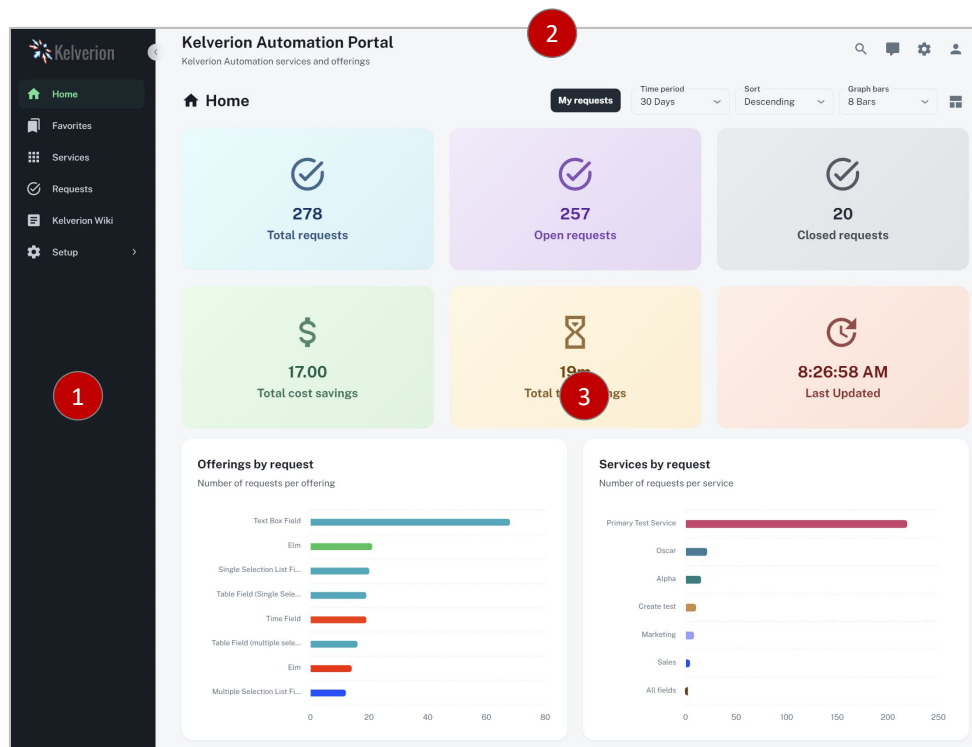 Kelverion
Home
Favorites
Services
Requests
Kelverion Wiki
Setup
1
Kelverion Automation Portal
Kelverion Automation services and offerings
2
Home
My requests
Time period
30 Days
Sort
Descending
Graph bars
8 Bars
278
Total requests
257
Open requests
20
Closed requests
$
17.00
Total cost savings
19m
Total t ngs
3
8:26:58 AM
Last Updated
Offerings by request
Number of requests per offering
Text Box Field
Elm
Single Selection List Fi...
Table Field (Single Sele...
Time Field
Table Field (multiple sele...
Elm
Multiple Selection List Fi...
0 20 40 60 80
Services by request
Number of requests per service
Primary Test Service
Oscar
Alpha
Create test
Marketing
Sales
All fields
0 50 100 150 200 250